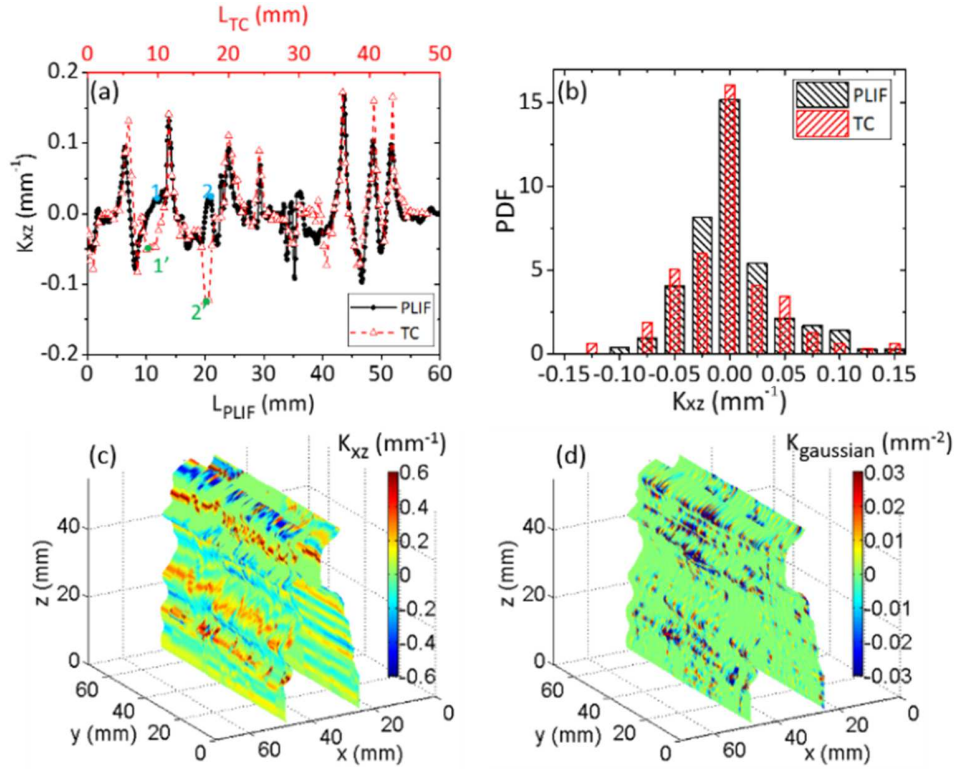 L_TC (mm)
0 10 20 30 40 50
(a)
0.2
0.1
0.0
-0.1
-0.2
K_xz (mm⁻¹)
1
2
1′
2′
PLIF
TC
0 10 20 30 40 50 60
L_PLIF (mm)
(b)
PLIF
TC
15
10
5
0
PDF
-0.15 -0.10 -0.05 0.00 0.05 0.10 0.15
K_xz (mm⁻¹)
(c)
K_xz (mm⁻¹)
0.6
0.4
0.2
0
-0.2
-0.4
-0.6
40
20
0
z (mm)
60
40
20
0
y (mm)
60
40
20
0
x (mm)
(d)
K_gaussian (mm⁻²)
0.03
0.02
0.01
0
-0.01
-0.02
-0.03
40
20
0
z (mm)
60
40
20
0
y (mm)
60
40
20
0
x (mm)